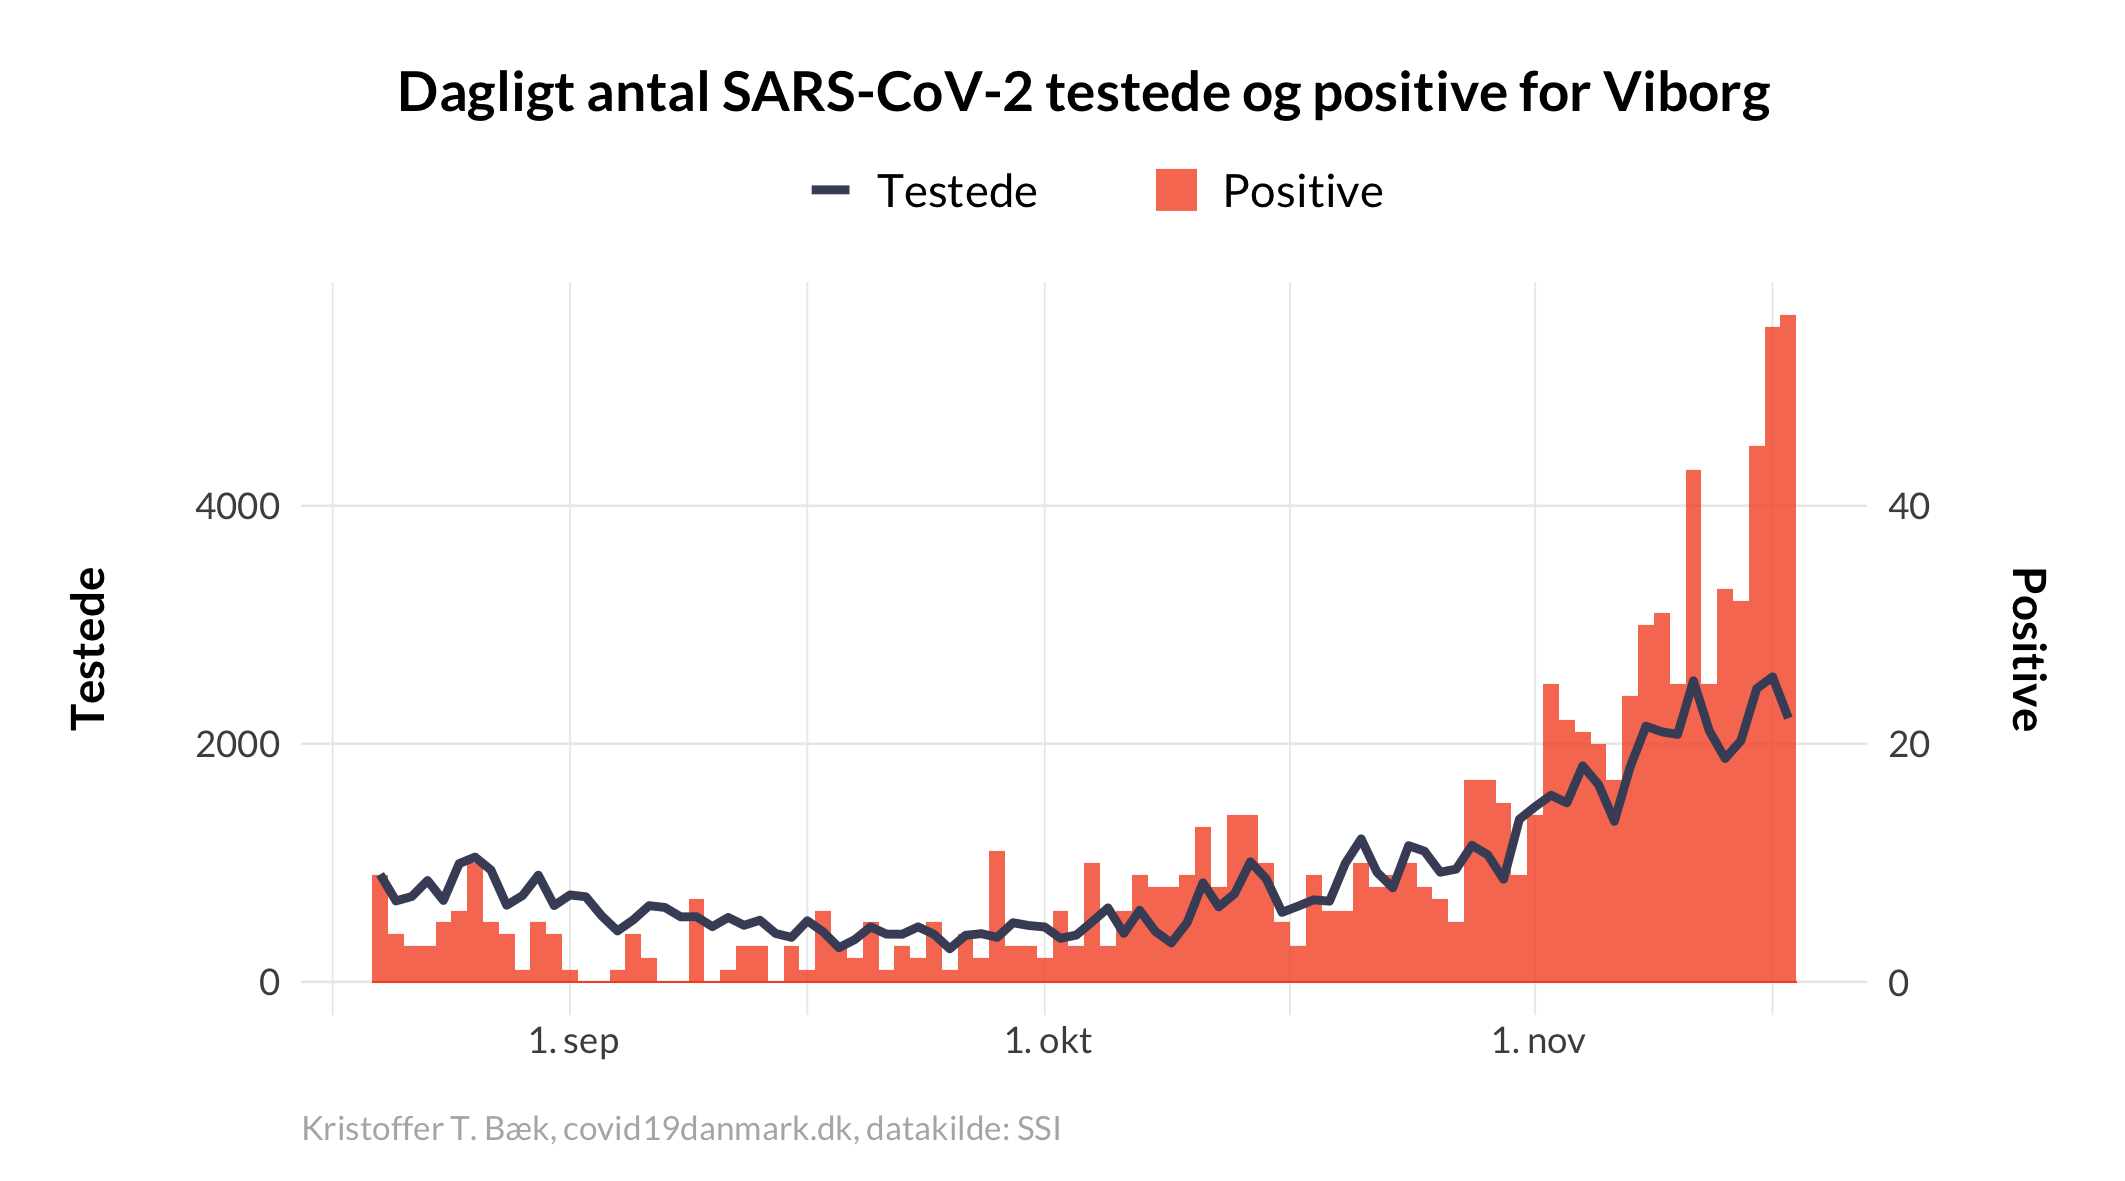 Dagligt antal SARS-CoV-2 testede og positive for Viborg
Testede
Positive
4000
2000
0
Testede
40
20
0
Positive
1. sep
1. okt
1. nov
Kristoffer T. Bæk, covid19danmark.dk, datakilde: SSI